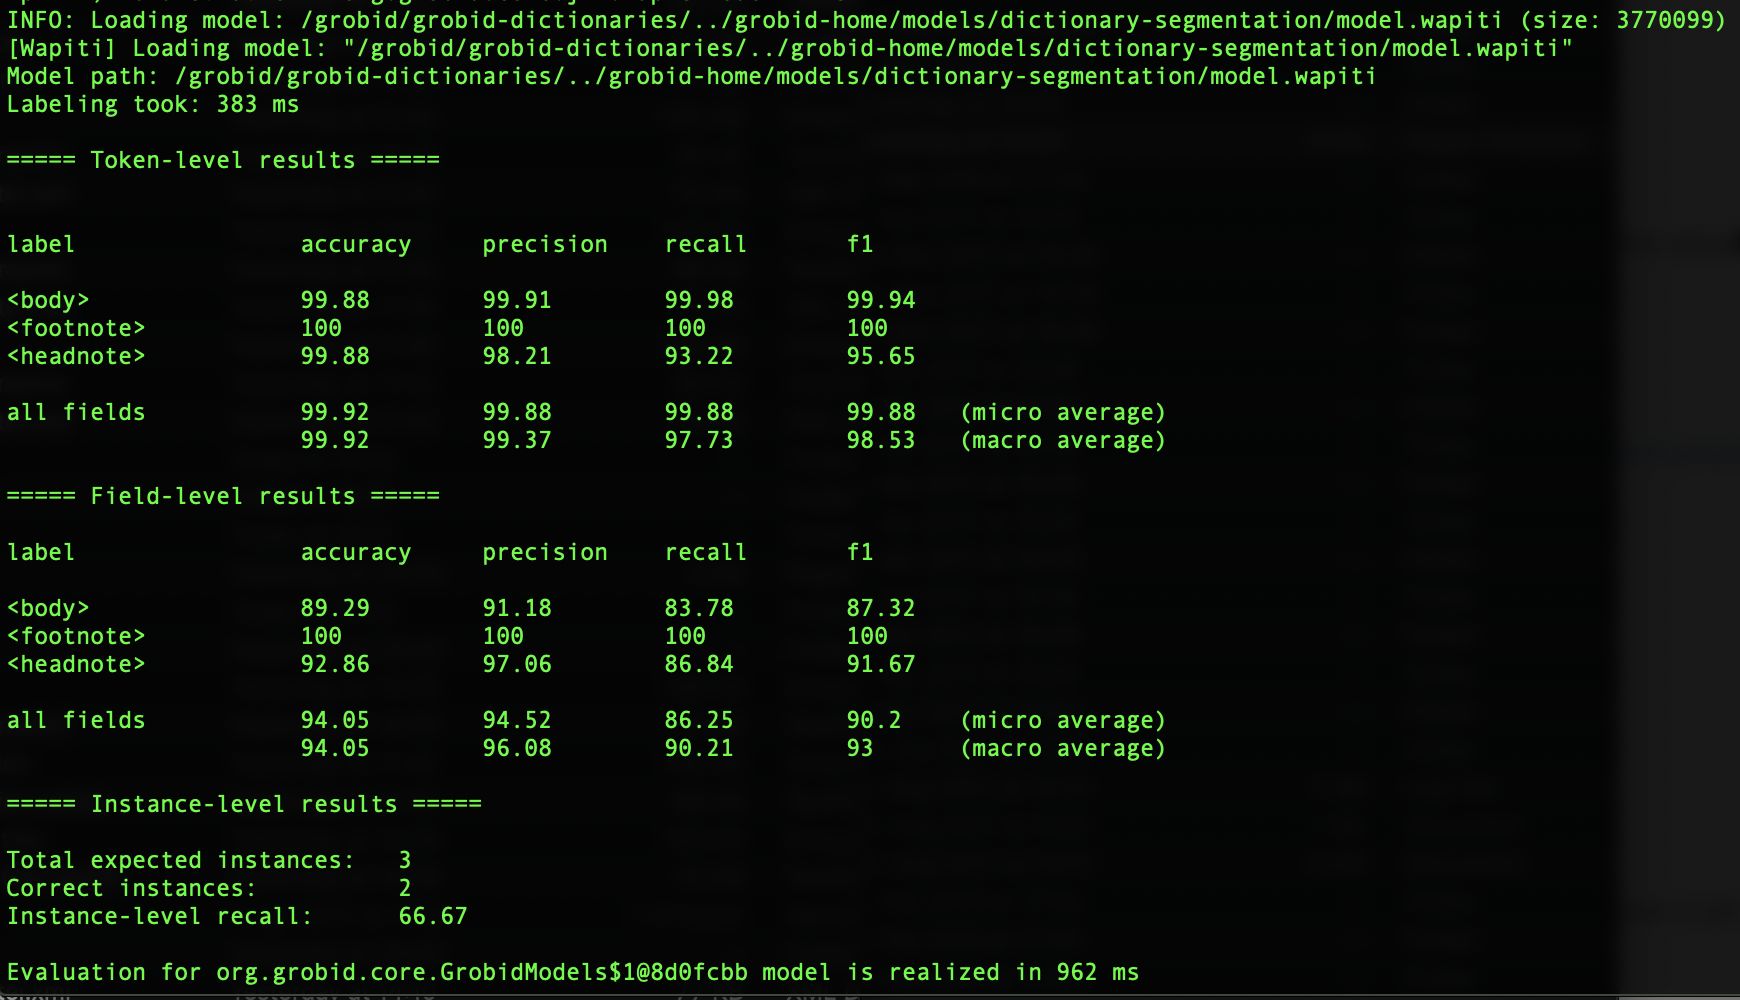 INFO: Loading model: /grobid/grobid-dictionaries/../grobid-home/models/dictionary-segmentation/model.wapiti (size: 3770099)
[Wapiti] Loading model: "/grobid/grobid-dictionaries/../grobid-home/models/dictionary-segmentation/model.wapiti"
Model path: /grobid/grobid-dictionaries/../grobid-home/models/dictionary-segmentation/model.wapiti
Labeling took: 383 ms
===== Token-level results =====
label accuracy precision recall f1
<body> 99.88 99.91 99.98 99.94
<footnote> 100 100 100 100
<headnote> 99.88 98.21 93.22 95.65
all fields 99.92 99.88 99.88 99.88 (micro average)
99.92 99.37 97.73 98.53 (macro average)
===== Field-level results =====
label accuracy precision recall f1
<body> 89.29 91.18 83.78 87.32
<footnote> 100 100 100 100
<headnote> 92.86 97.06 86.84 91.67
all fields 94.05 94.52 86.25 90.2 (micro average)
94.05 96.08 90.21 93 (macro average)
===== Instance-level results =====
Total expected instances: 3
Correct instances: 2
Instance-level recall: 66.67
Evaluation for org.grobid.core.GrobidModels$1@8d0fcbb model is realized in 962 ms